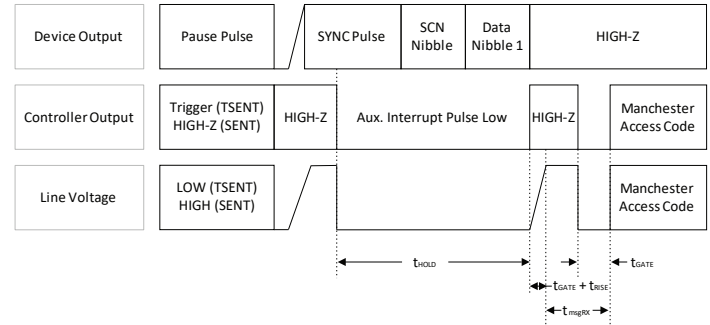 Device Output
Pause Pulse
SYNC Pulse
SCN
Nibble
Data
Nibble 1
HIGH-Z
Controller Output
Trigger (TSENT)
HIGH-Z (SENT)
HIGH-Z
Aux. Interrupt Pulse Low
HIGH-Z
Manchester
Access Code
Line Voltage
LOW (TSENT)
HIGH (SENT)
Manchester
Access Code
tHOLD
tGATE
tGATE + tRISE
tmsgRX